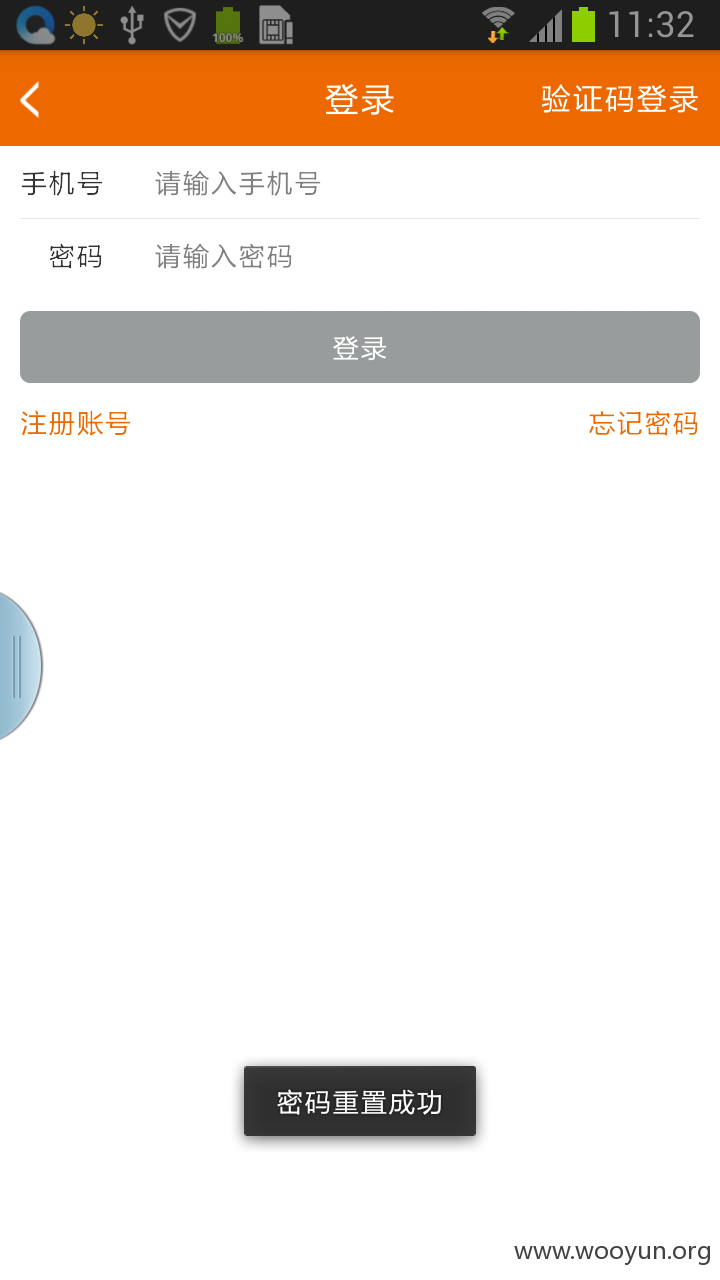 100% 11:32
登录 验证码登录
手机号 请输入手机号
密码 请输入密码
登录
注册账号 忘记密码
密码重置成功
www.wooyun.org